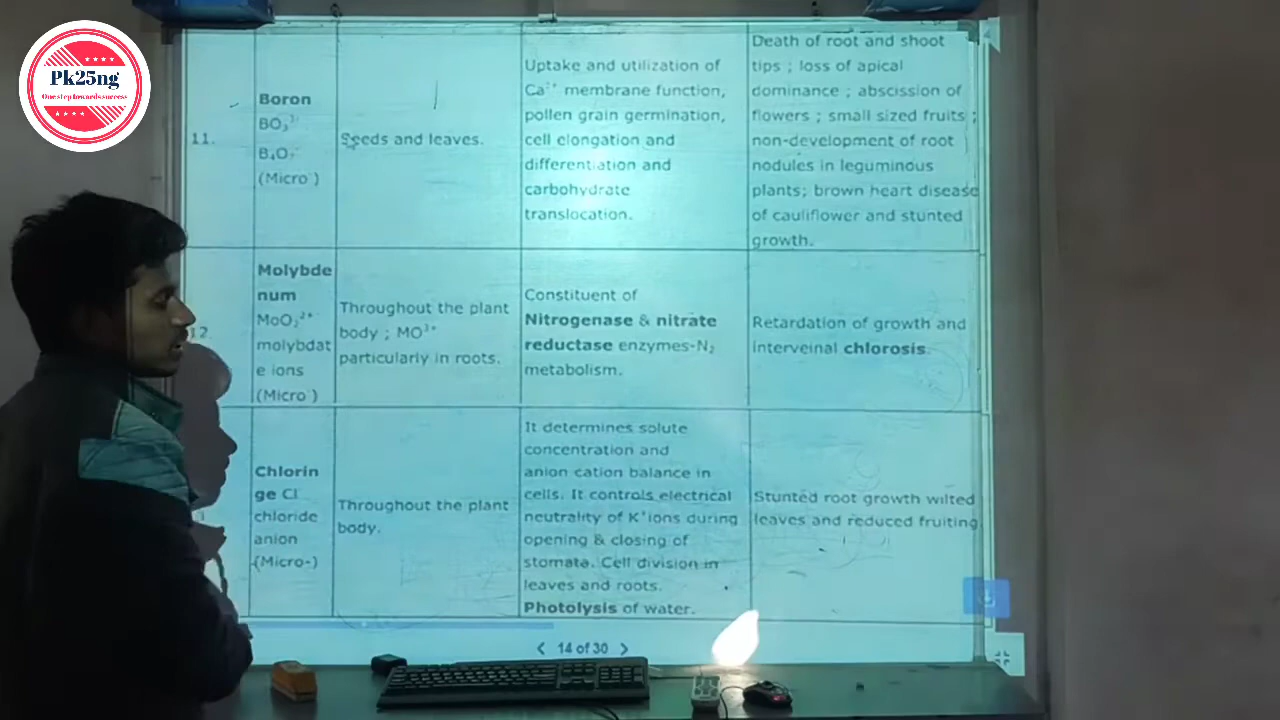 Pk25ng
One step towards success
11.
Boron
BO₃³⁻
B₄O₇²⁻
(Micro⁻)
Seeds and leaves.
Uptake and utilization of
Ca²⁺ membrane function,
pollen grain germination,
cell elongation and
differentiation and
carbohydrate
translocation.
Death of root and shoot
tips ; loss of apical
dominance ; abscission of
flowers ; small sized fruits ;
non-development of root
nodules in leguminous
plants; brown heart disease
of cauliflower and stunted
growth.
12.
Molybde
num
MoO₂²⁺
molybdat
e ions
(Micro⁻)
Throughout the plant
body ; MO³⁺
particularly in roots.
Constituent of
Nitrogenase & nitrate
reductase enzymes-N₂
metabolism.
Retardation of growth and
interveinal chlorosis.
Chlorin
ge Cl
chloride
anion
(Micro-)
Throughout the plant
body.
It determines solute
concentration and
anion cation balance in
cells. It controls electrical
neutrality of K⁺ions during
opening & closing of
stomata. Cell division in
leaves and roots.
Photolysis of water.
Stunted root growth wilted
leaves and reduced fruiting
14 of 30